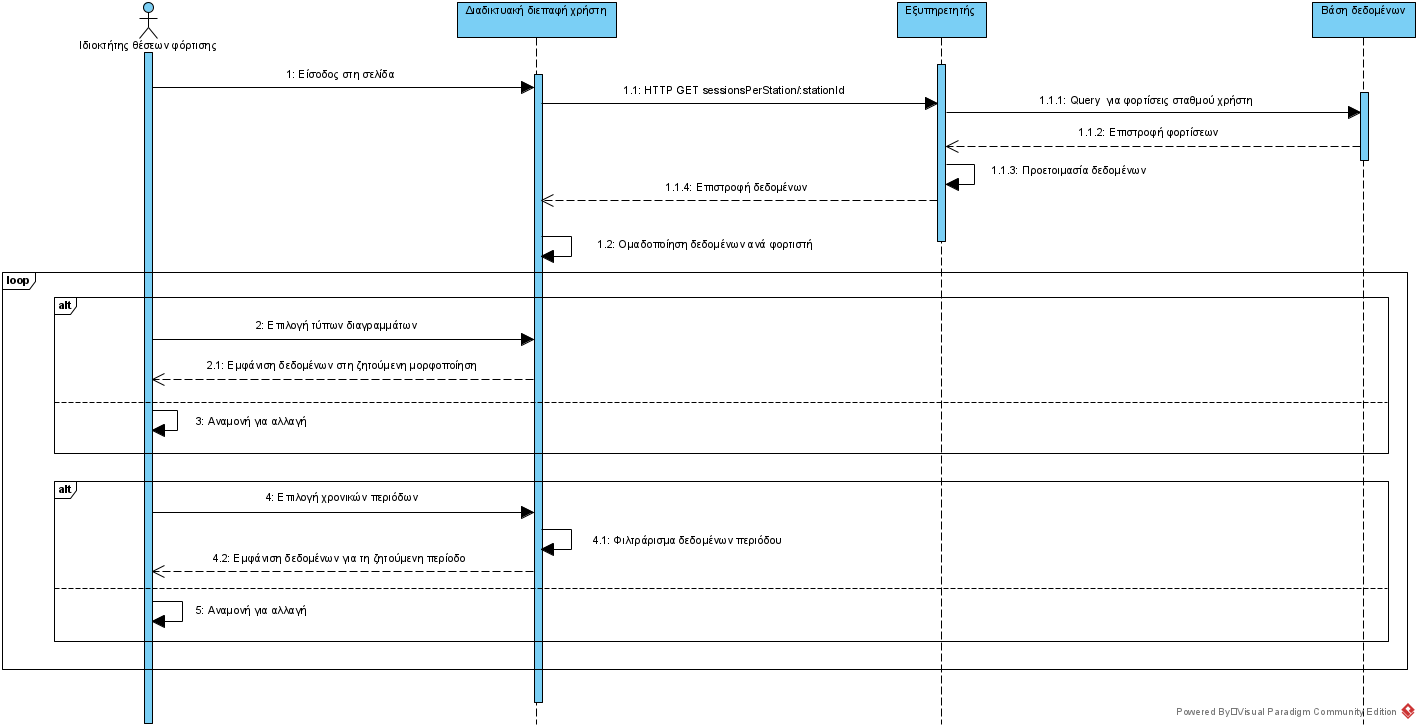 Διαδικτυακή διεπαφή χρήστη
Εξυπηρετητής
Βάση δεδομένων
Ιδιοκτήτης θέσεων φόρτισης
1: Είσοδος στη σελίδα
1.1: HTTP GET sessionsPerStation/:stationId
1.1.1: Query για φορτίσεις σταθμού χρήστη
1.1.2: Επιστροφή φορτίσεων
1.1.3: Προετοιμασία δεδομένων
1.1.4: Επιστροφή δεδομένων
1.2: Ομαδοποίηση δεδομένων ανά φορτιστή
loop
alt
2: Επιλογή τύπων διαγραμμάτων
2.1: Εμφάνιση δεδομένων στη ζητούμενη μορφοποίηση
3: Αναμονή για αλλαγή
alt
4: Επιλογή χρονικών περιόδων
4.1: Φιλτράρισμα δεδομένων περιόδου
4.2: Εμφάνιση δεδομένων για τη ζητούμενη περίοδο
5: Αναμονή για αλλαγή
Powered By Visual Paradigm Community Edition